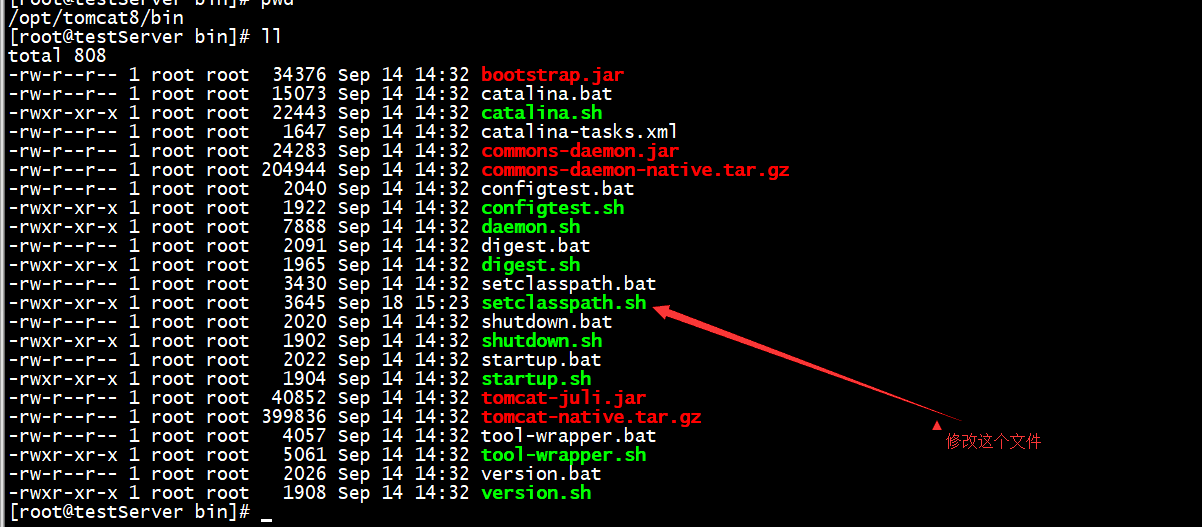 [root@testServer bin]# pwd
/opt/tomcat8/bin
[root@testServer bin]# ll
total 808
-rw-r--r-- 1 root root  34376 Sep 14 14:32 bootstrap.jar
-rw-r--r-- 1 root root  15073 Sep 14 14:32 catalina.bat
-rwxr-xr-x 1 root root  22443 Sep 14 14:32 catalina.sh
-rw-r--r-- 1 root root   1647 Sep 14 14:32 catalina-tasks.xml
-rw-r--r-- 1 root root  24283 Sep 14 14:32 commons-daemon.jar
-rw-r--r-- 1 root root 204944 Sep 14 14:32 commons-daemon-native.tar.gz
-rw-r--r-- 1 root root   2040 Sep 14 14:32 configtest.bat
-rwxr-xr-x 1 root root   1922 Sep 14 14:32 configtest.sh
-rwxr-xr-x 1 root root   7888 Sep 14 14:32 daemon.sh
-rw-r--r-- 1 root root   2091 Sep 14 14:32 digest.bat
-rwxr-xr-x 1 root root   1965 Sep 14 14:32 digest.sh
-rw-r--r-- 1 root root   3430 Sep 14 14:32 setclasspath.bat
-rwxr-xr-x 1 root root   3645 Sep 18 15:23 setclasspath.sh
-rw-r--r-- 1 root root   2020 Sep 14 14:32 shutdown.bat
-rwxr-xr-x 1 root root   1902 Sep 14 14:32 shutdown.sh
-rw-r--r-- 1 root root   2022 Sep 14 14:32 startup.bat
-rwxr-xr-x 1 root root   1904 Sep 14 14:32 startup.sh
-rw-r--r-- 1 root root  40852 Sep 14 14:32 tomcat-juli.jar
-rw-r--r-- 1 root root 399836 Sep 14 14:32 tomcat-native.tar.gz
-rw-r--r-- 1 root root   4057 Sep 14 14:32 tool-wrapper.bat
修改这个文件
-rwxr-xr-x 1 root root   5061 Sep 14 14:32 tool-wrapper.sh
-rw-r--r-- 1 root root   2026 Sep 14 14:32 version.bat
-rwxr-xr-x 1 root root   1908 Sep 14 14:32 version.sh
[root@testServer bin]#